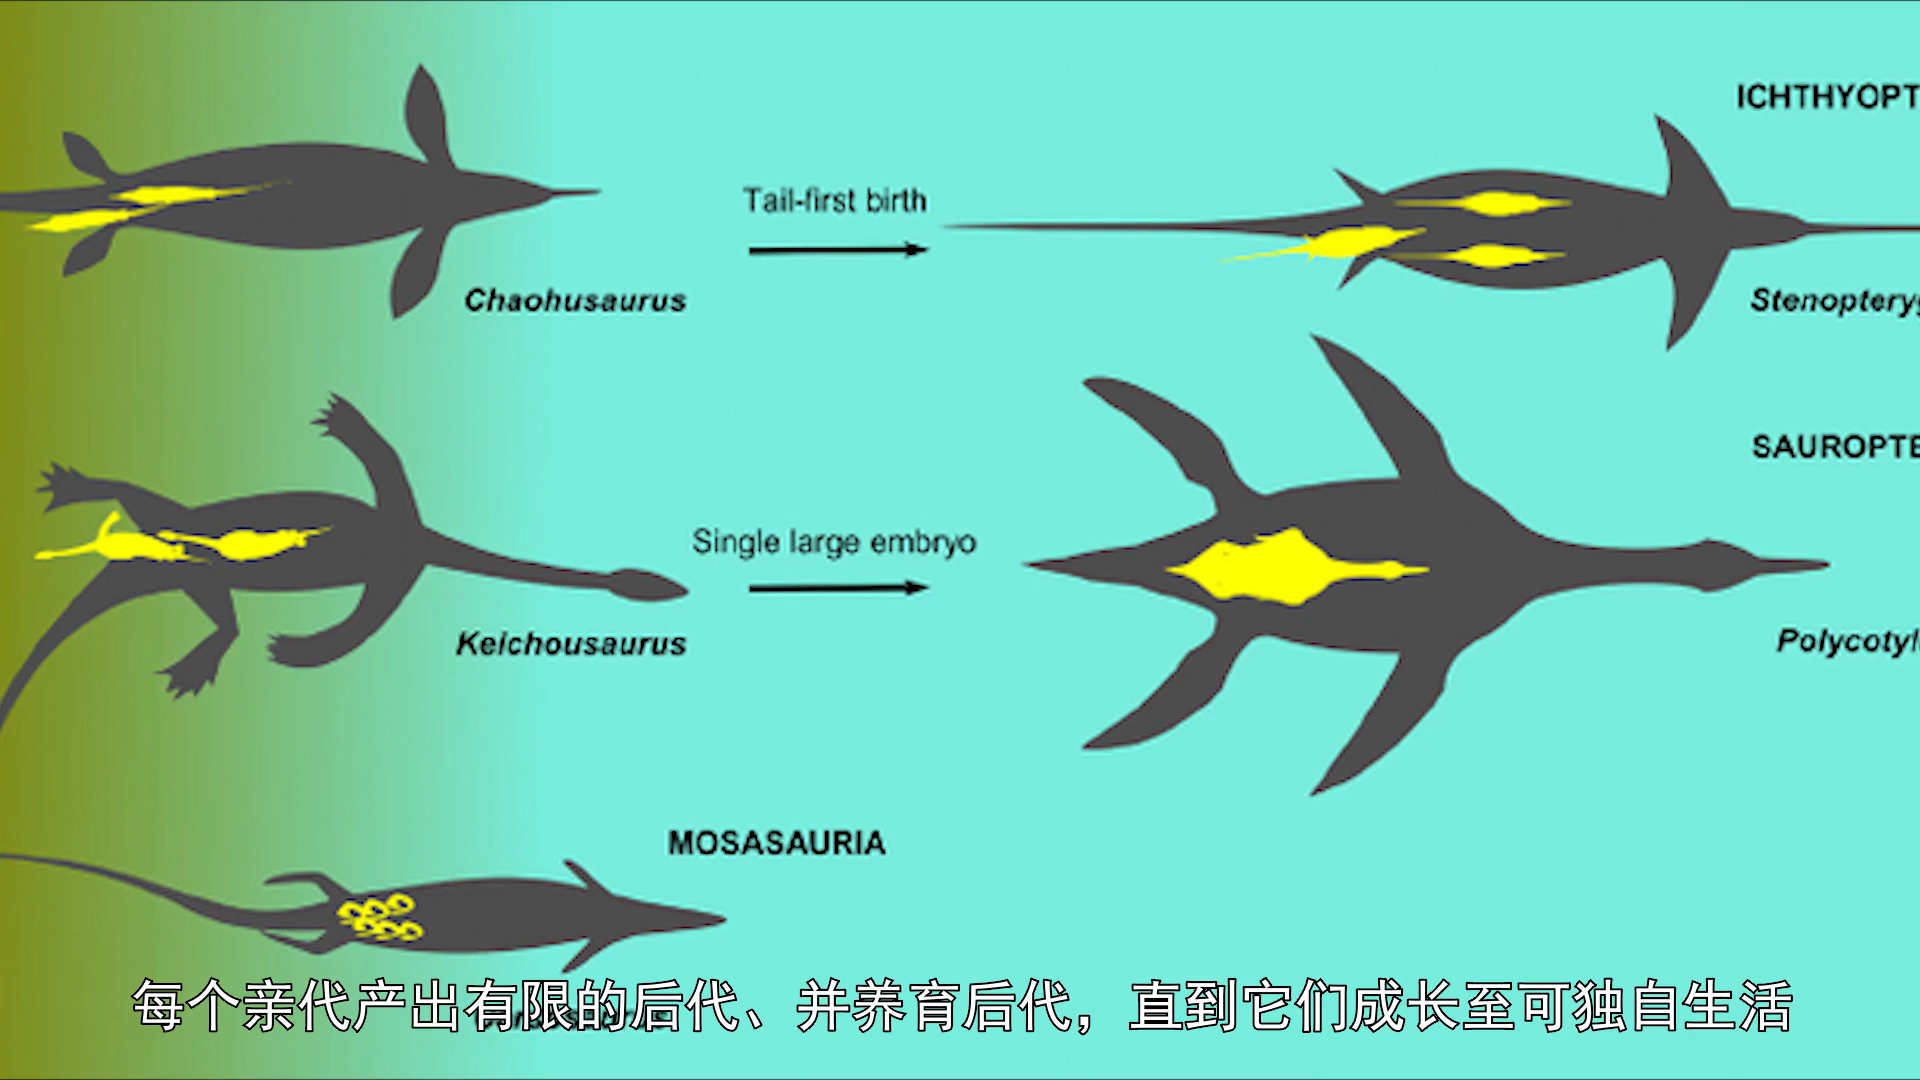 ICHTHYOPT
Tail-first birth
Chaohusaurus
Stenopteryg
SAUROPTE
Single large embryo
Keichousaurus
Polycotyl
MOSASAURIA
每个亲代产出有限的后代、并养育后代，直到它们成长至可独自生活